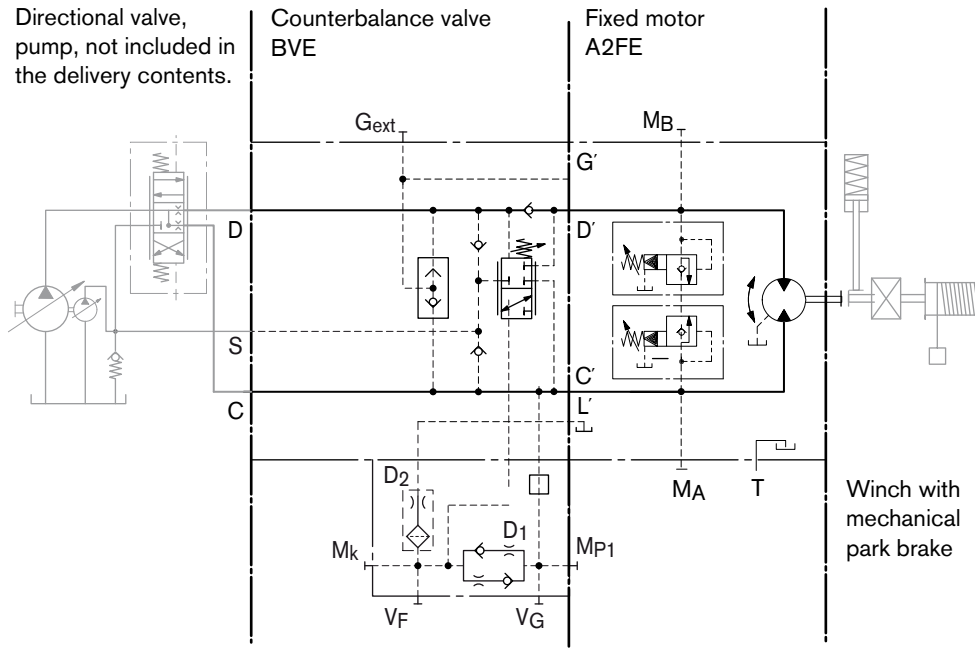 Directional valve,
pump, not included in
the delivery contents.
Counterbalance valve
BVE
Fixed motor
A2FE
Gext
MB
G′
D
D′
S
C′
C
L′
D2
MA
T
Winch with
mechanical
park brake
D1
Mk
MP1
VF
VG